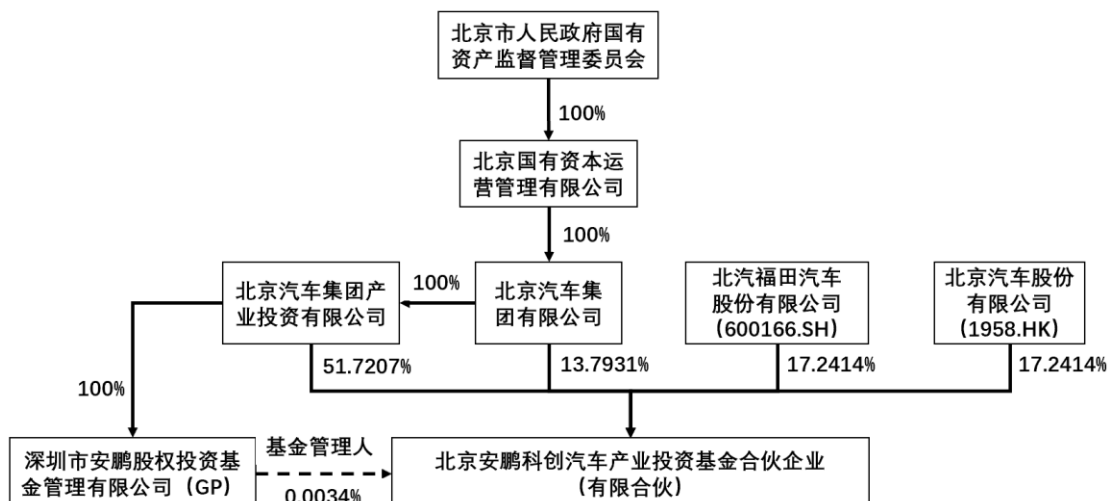 北京市人民政府国有
资产监督管理委员会
100%
北京国有资本运
营管理有限公司
100%
北京汽车集团产
业投资有限公司
100%
北京汽车集
团有限公司
北汽福田汽车
股份有限公司
(600166.SH)
北京汽车股份
有限公司
(1958.HK)
51.7207%
13.7931%
17.2414%
17.2414%
100%
深圳市安鹏股权投资基
金管理有限公司（GP）
基金管理人
0.0034%
北京安鹏科创汽车产业投资基金合伙企业
（有限合伙）